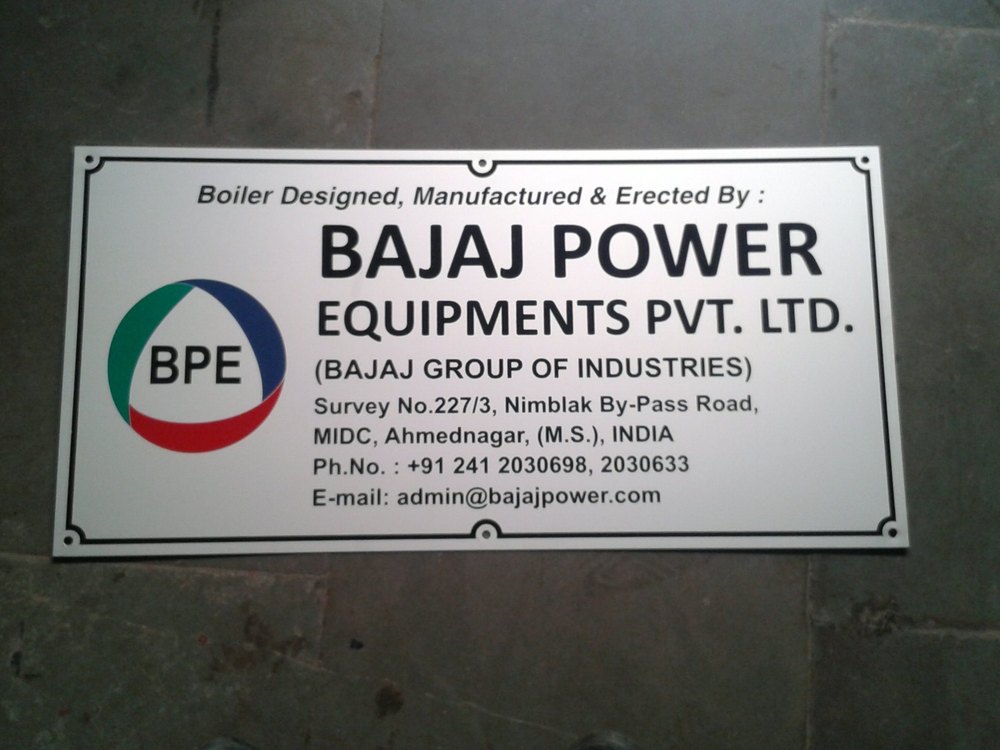 Boiler Designed, Manufactured & Erected By :
BAJAJ POWER
EQUIPMENTS PVT. LTD.
BPE
(BAJAJ GROUP OF INDUSTRIES)
Survey No.227/3, Nimblak By-Pass Road,
MIDC, Ahmednagar, (M.S.), INDIA
Ph.No. : +91 241 2030698, 2030633
E-mail: admin@bajajpower.com